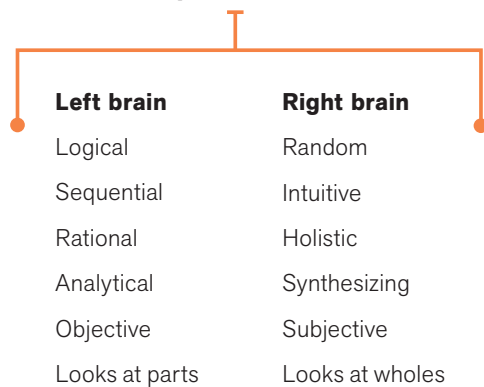 Left brain Right brain
Logical Random
Sequential Intuitive
Rational Holistic
Analytical Synthesizing
Objective Subjective
Looks at parts Looks at wholes